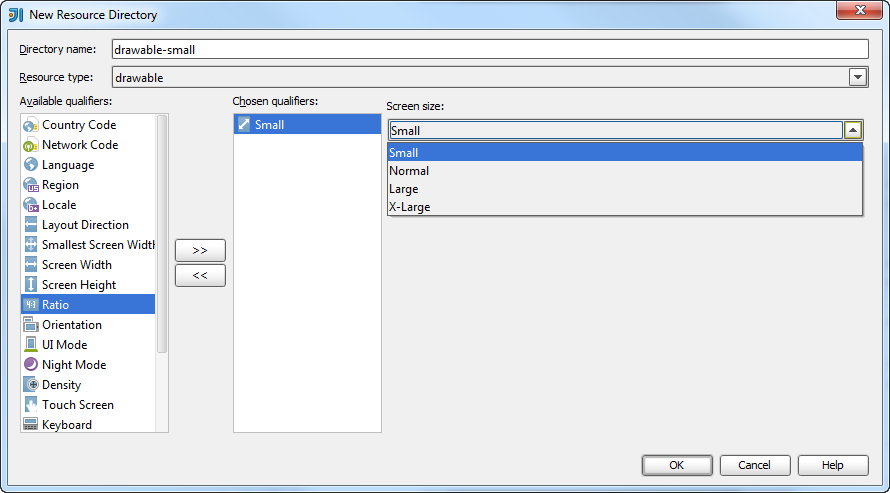 New Resource Directory
Directory name: drawable-small
Resource type: drawable
Available qualifiers:
Country Code
Network Code
Language
Region
Locale
Layout Direction
Smallest Screen Width
Screen Width
Screen Height
Ratio
Orientation
UI Mode
Night Mode
Density
Touch Screen
Keyboard
>>
<<
Chosen qualifiers:
Small
Screen size:
Small
Small
Normal
Large
X-Large
OK Cancel Help